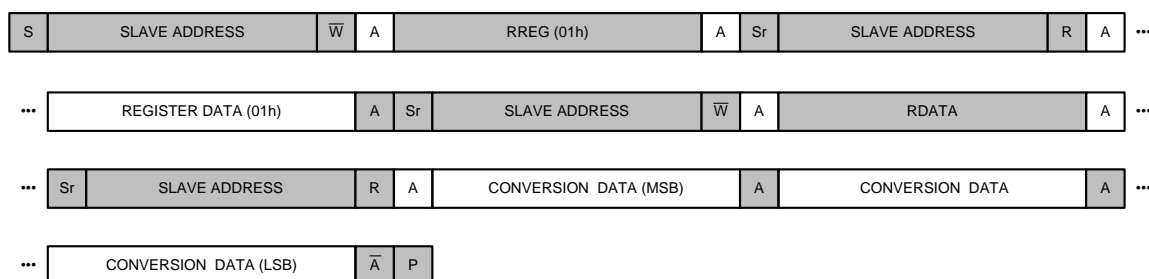 S SLAVE ADDRESS W̅ A RREG (01h) A Sr SLAVE ADDRESS R A •••
••• REGISTER DATA (01h) A Sr SLAVE ADDRESS W̅ A RDATA A •••
••• Sr SLAVE ADDRESS R A CONVERSION DATA (MSB) A CONVERSION DATA A •••
••• CONVERSION DATA (LSB) A̅ P